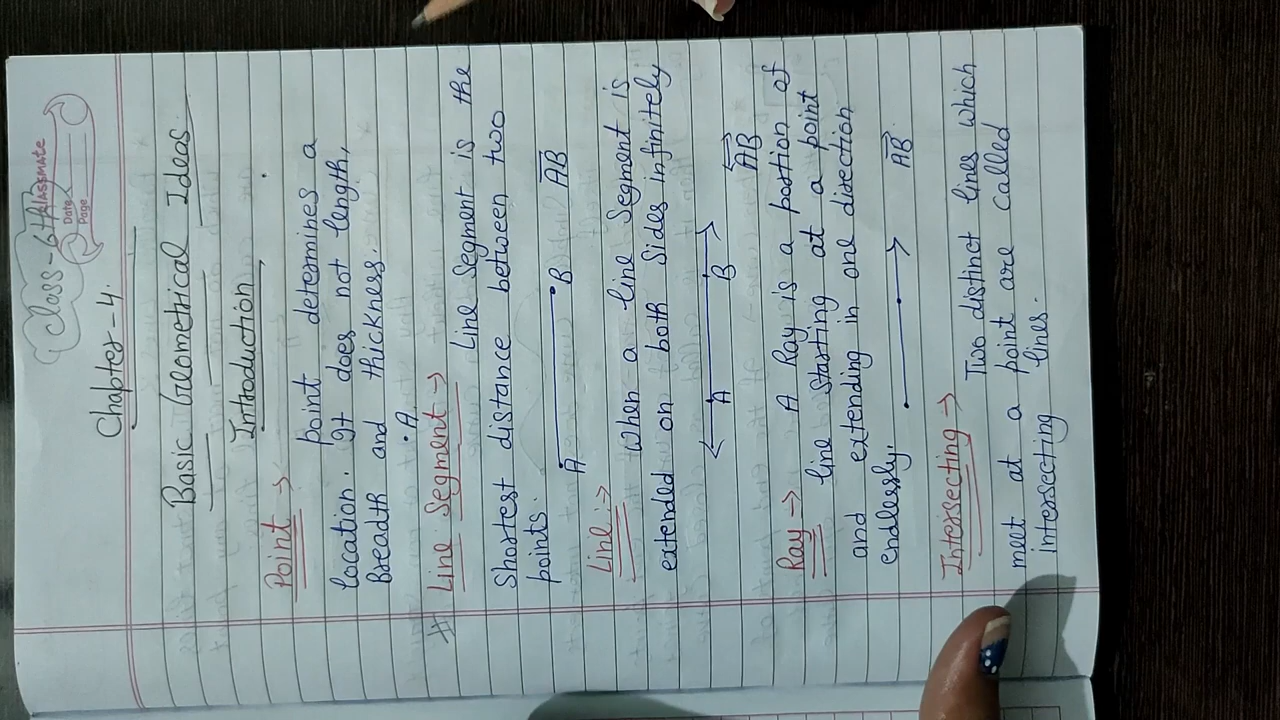 Class-6th
classmate
Date
Page
Chapter-4.
Basic Geometrical Ideas.
Introduction
Point →
point determines a
location. It does not length,
Breadth and thickness.
• A
# Line Segment →
Line Segment is the
Shortest distance between two
points.
A B AB
Line :→
When a line Segment is
extended on both Sides infinitely
A B AB
Ray → A Ray is a portion of
line Starting at a point
and extending in one direction
endlessly.
AB
Intersecting →
Two distinct lines which
meet at a point are called
intersecting lines.